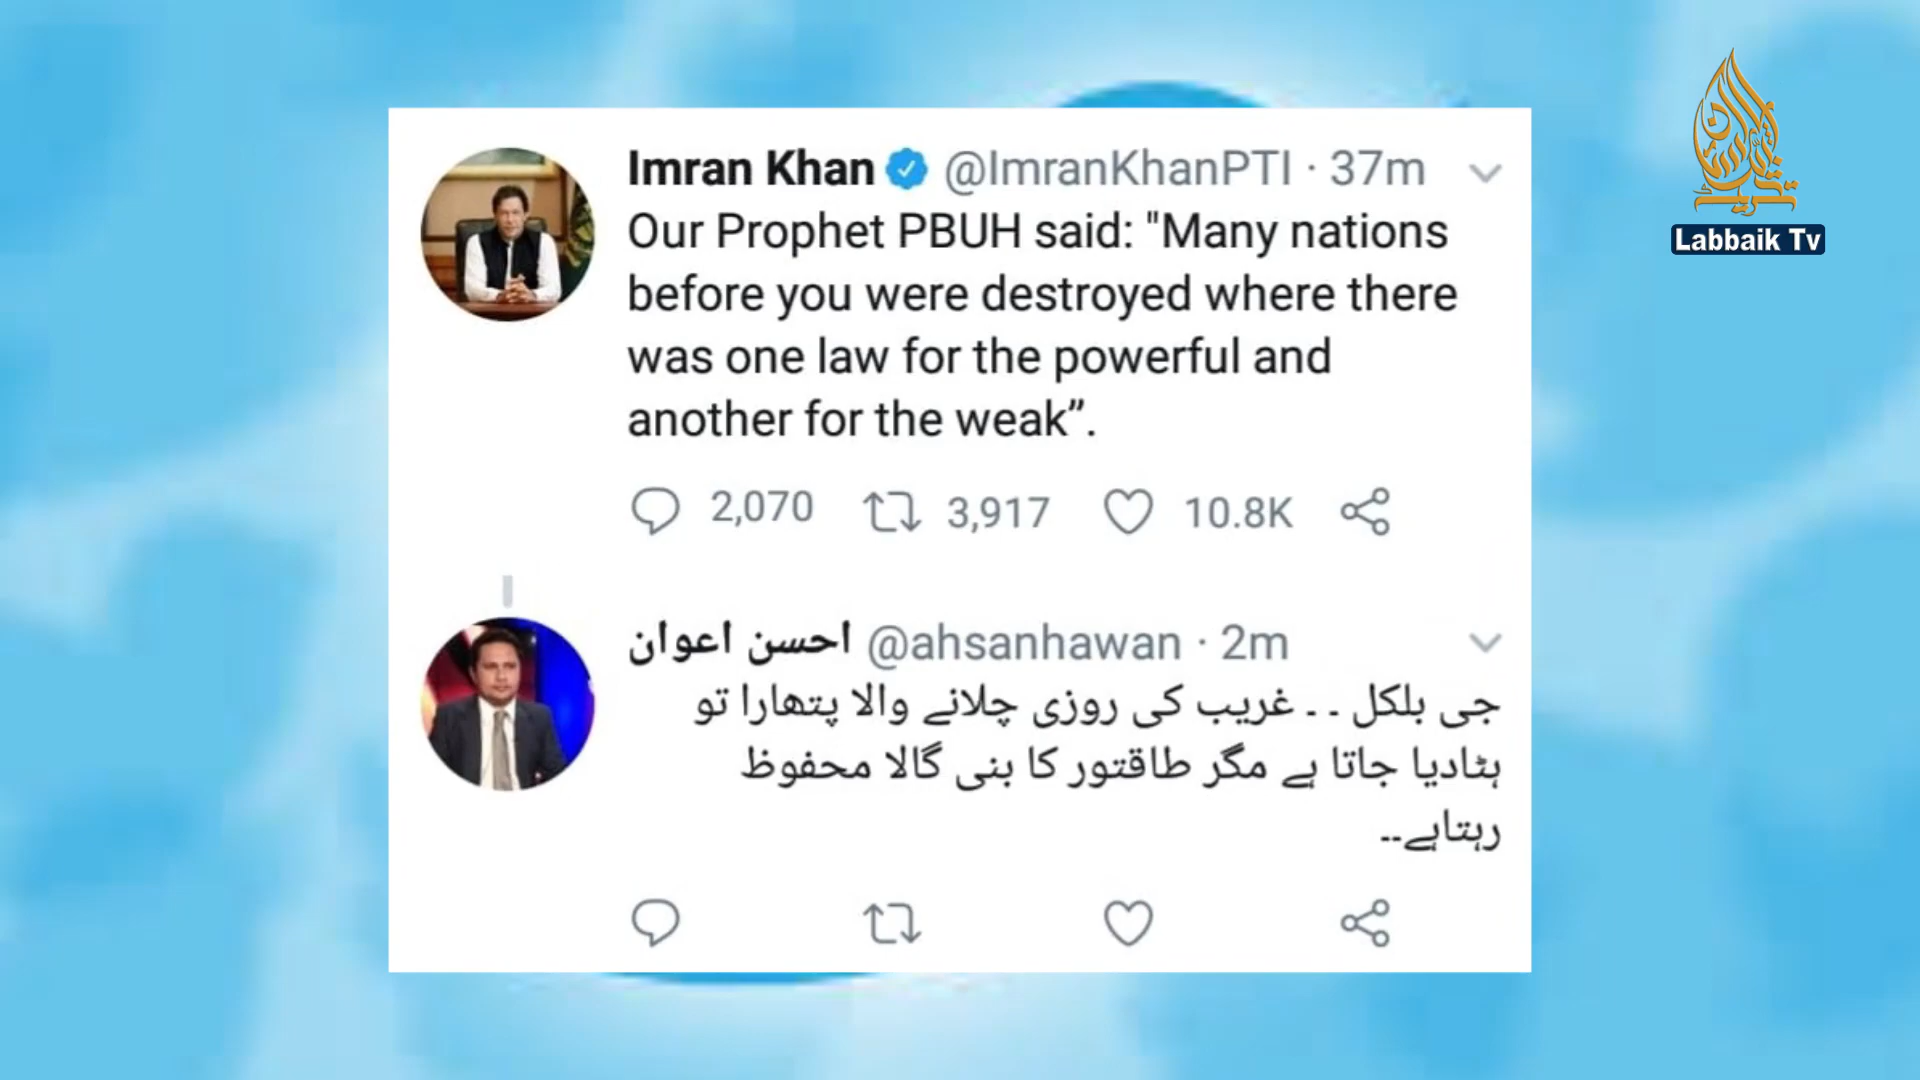 Imran Khan @ImranKhanPTI · 37m
Our Prophet PBUH said: "Many nations
before you were destroyed where there
was one law for the powerful and
another for the weak”.
2,070 3,917 10.8K
احسن اعوان @ahsanhawan · 2m
جی بلکل ۔۔ غریب کی روزی چلانے والا پتھارا تو
ہٹادیا جاتا ہے مگر طاقتور کا بنی گالا محفوظ
رہتاہے۔۔
Labbaik Tv